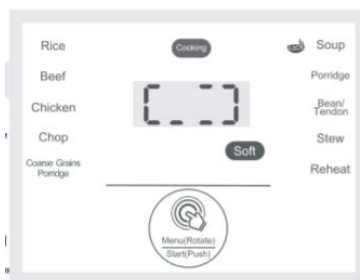 Rice
Cooking
Soup
Beef
Porridge
Chicken
Bean/
Tendon
Chop
Soft
Stew
Coarse Grains
Porridge
Reheat
Menu(Rotate)
Start(Push)